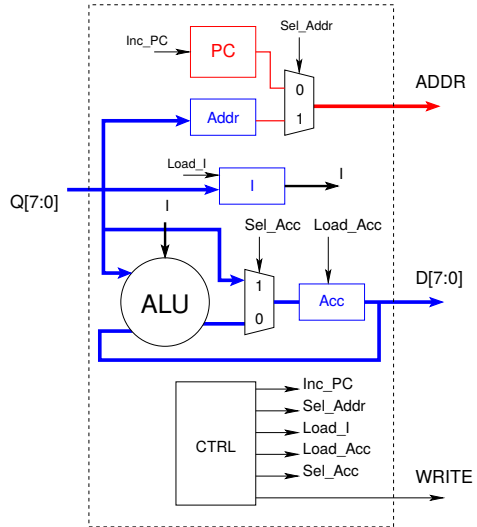 Sel_Addr
Inc_PC
PC
0
ADDR
Addr
1
Load_I
I
I
Q[7:0]
I
Sel_Acc
Load_Acc
D[7:0]
1
ALU
Acc
0
Inc_PC
Sel_Addr
Load_I
CTRL
Load_Acc
Sel_Acc
WRITE